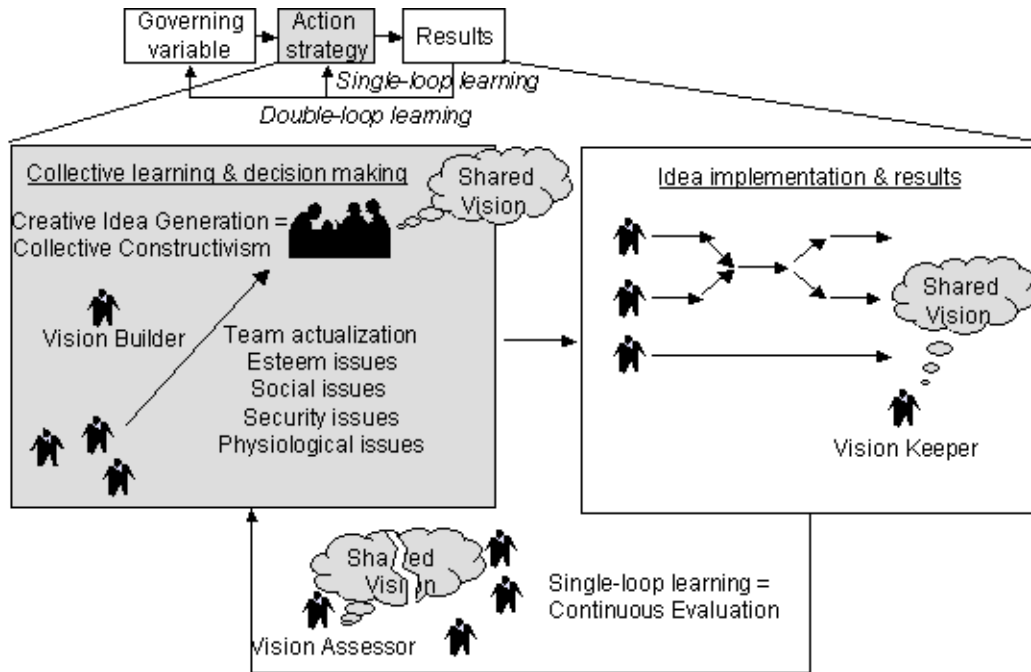 Governing
variable
Action
strategy
Results
Single-loop learning
Double-loop learning
Collective learning & decision making
Shared
Vision
Creative Idea Generation =
Collective Constructivism
Vision Builder
Team actualization
Esteem issues
Social issues
Security issues
Physiological issues
Idea implementation & results
Shared
Vision
Vision Keeper
Shared
Vision
Vision Assessor
Single-loop learning =
Continuous Evaluation